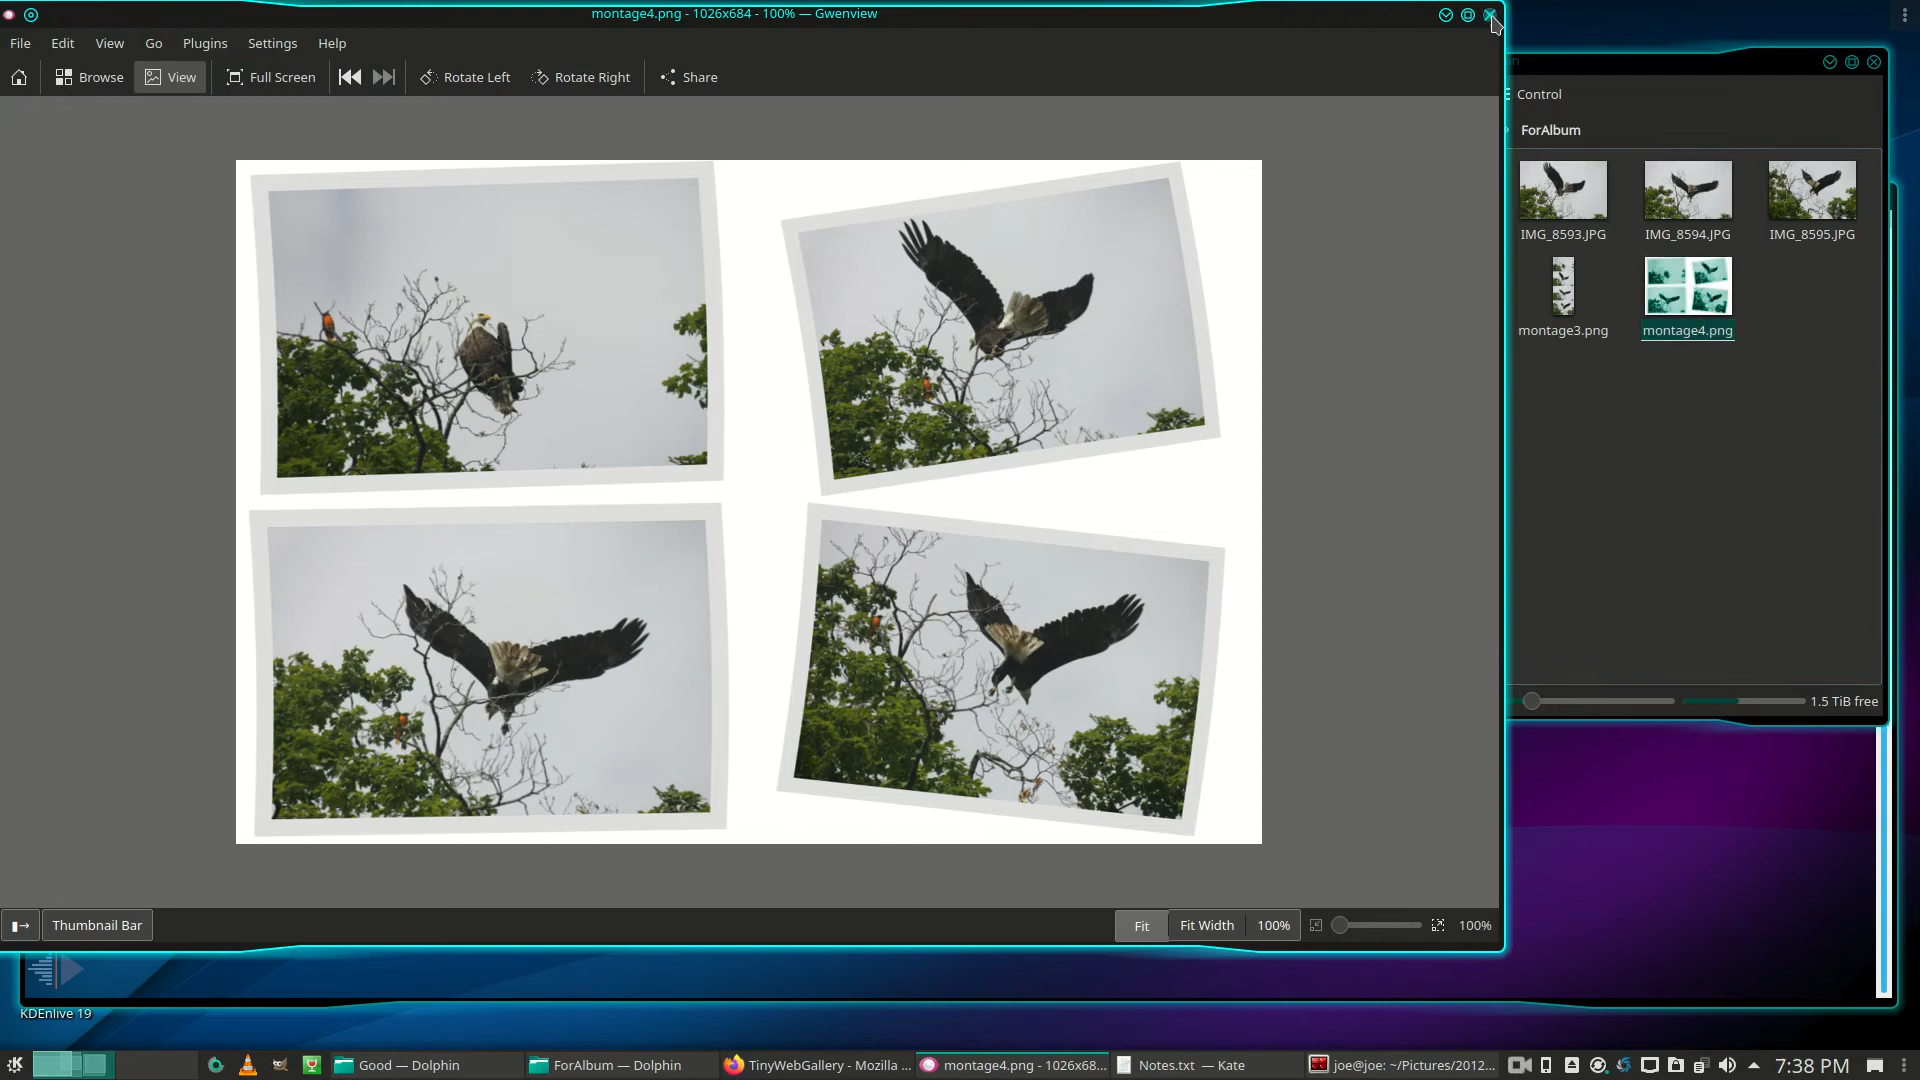 montage4.png - 1026x684 - 100% — Gwenview
File Edit View Go Plugins Settings Help
Browse View Full Screen Rotate Left Rotate Right Share
Control
ForAlbum
IMG_8593.JPG IMG_8594.JPG IMG_8595.JPG
montage3.png montage4.png
1.5 TiB free
Thumbnail Bar Fit Fit Width 100% 100%
KDEnlive 19
Good — Dolphin ForAlbum — Dolphin TinyWebGallery - Mozilla ... montage4.png - 1026x68... Notes.txt — Kate joe@joe: ~/Pictures/2012... 7:38 PM